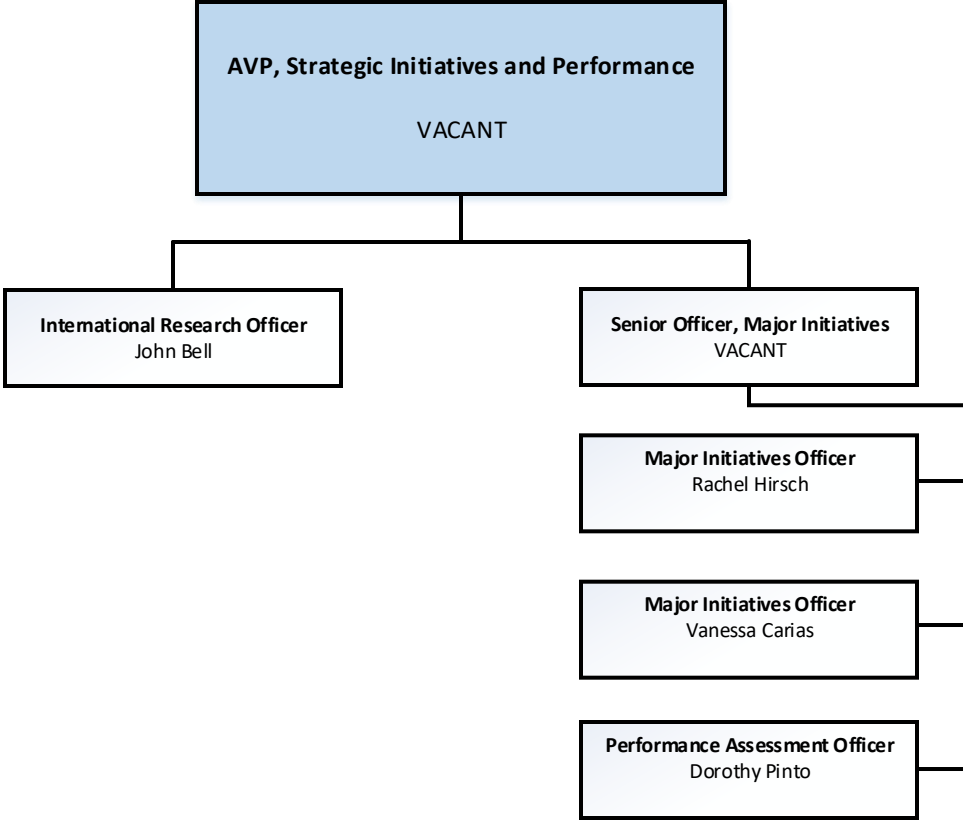 AVP, Strategic Initiatives and Performance
VACANT
International Research Officer
John Bell
Senior Officer, Major Initiatives
VACANT
Major Initiatives Officer
Rachel Hirsch
Major Initiatives Officer
Vanessa Carias
Performance Assessment Officer
Dorothy Pinto